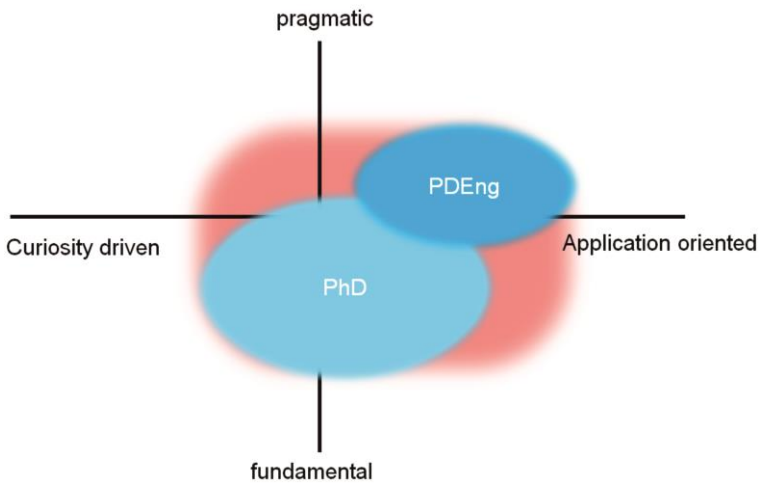 pragmatic
PDEng
Curiosity driven
Application oriented
PhD
fundamental